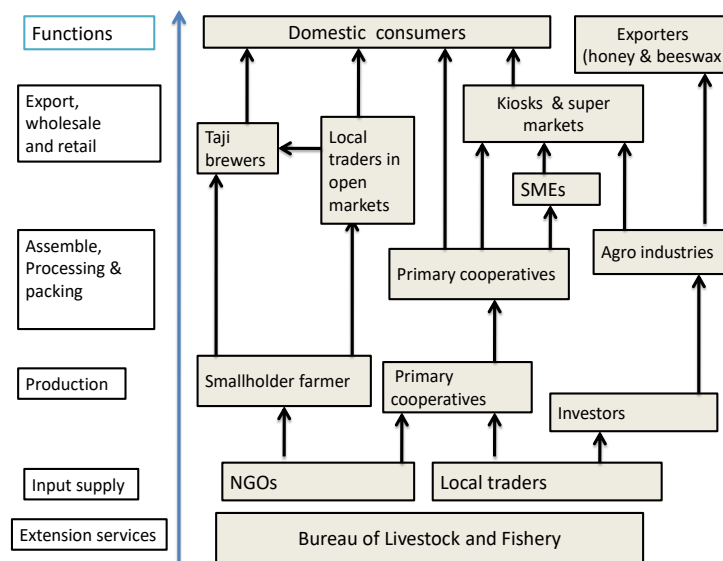 Functions
Domestic consumers
Exporters
(honey & beeswax
Export,
wholesale
and retail
Taji
brewers
Local
traders in
open
markets
Kiosks & super
markets
SMEs
Assemble,
Processing &
packing
Primary cooperatives
Agro industries
Production
Smallholder farmer
Primary
cooperatives
Investors
Input supply
NGOs
Local traders
Extension services
Bureau of Livestock and Fishery